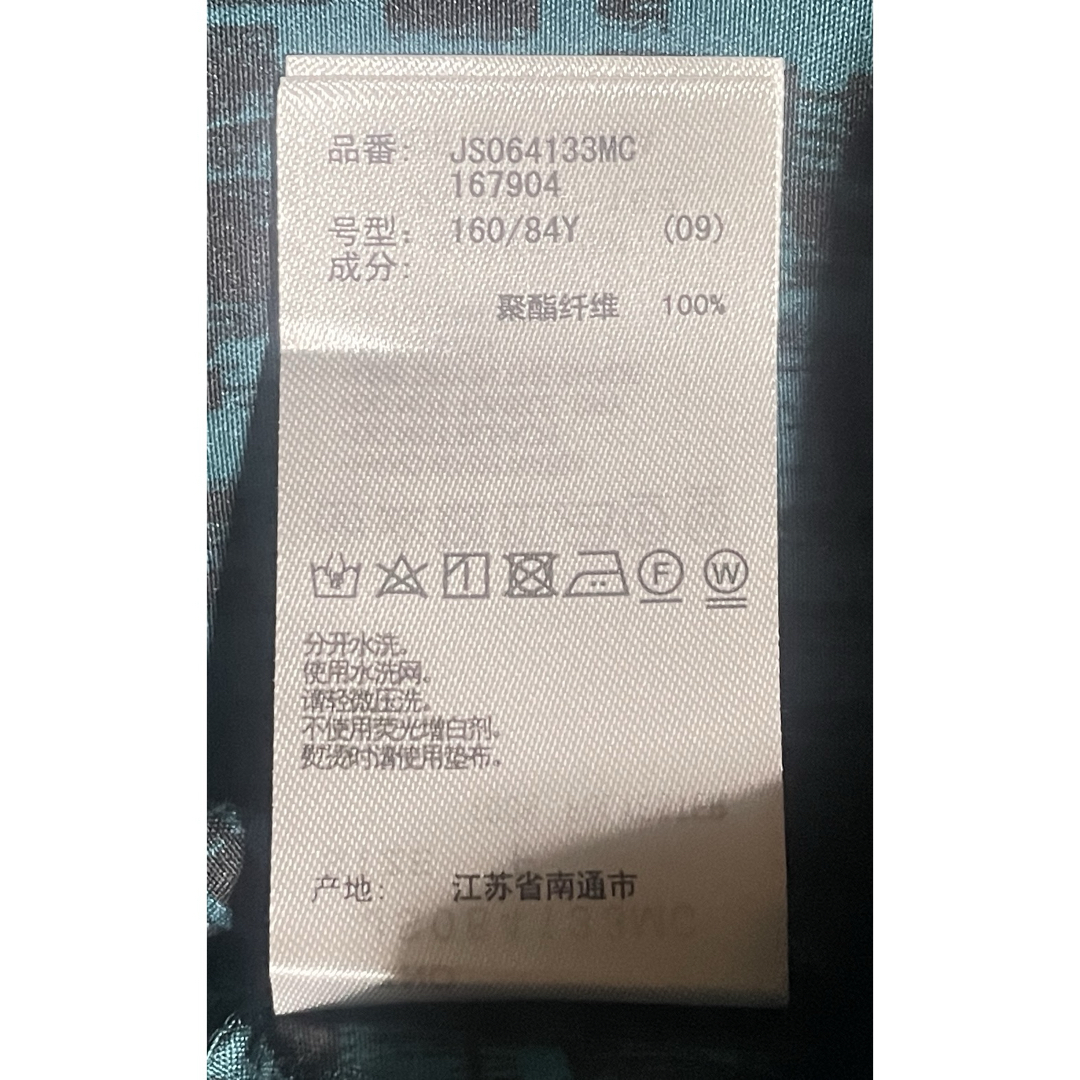 品番: JS064133MC
167904
号型: 160/84Y (09)
成分:
聚酯纤维 100%
F W
分开水洗。
使用水洗网。
请轻微压洗。
不使用荧光增白剂。
熨烫时请使用垫布。
产地: 江苏省南通市